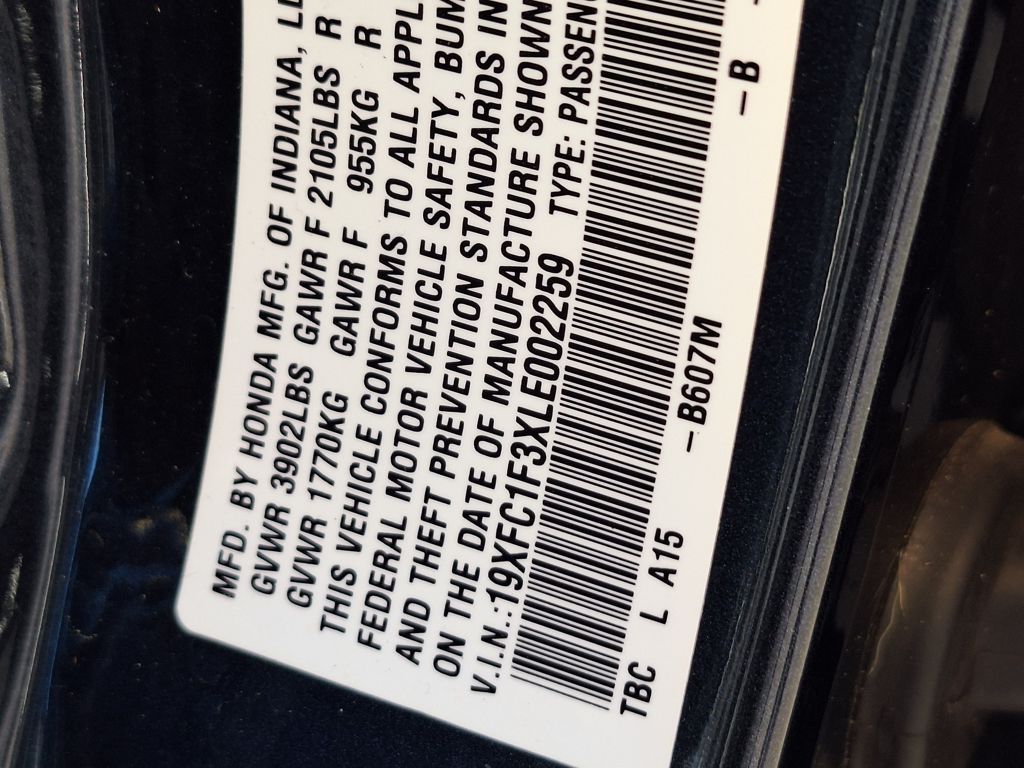 MFD. BY HONDA MFG. OF INDIANA, L
GVWR 3902LBS GAWR F 2105LBS R
GVWR 1770KG GAWR F 955KG R
THIS VEHICLE CONFORMS TO ALL APPL
FEDERAL MOTOR VEHICLE SAFETY, BUM
AND THEFT PREVENTION STANDARDS IN
ON THE DATE OF MANUFACTURE SHOWN
V.I.N.:19XFC1F3XLE002259 TYPE: PASSENG
TBC L A15 –B607M –B